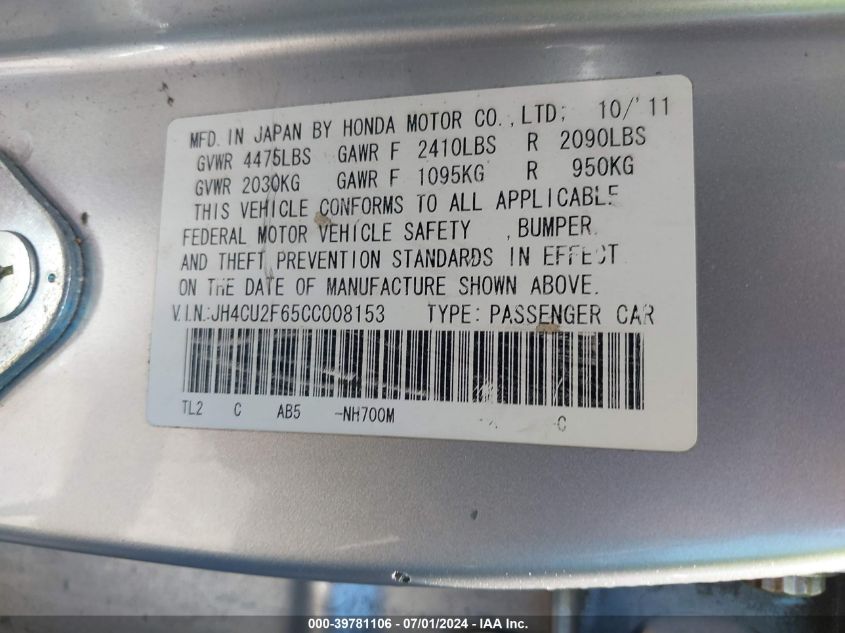 MFD. IN JAPAN BY HONDA MOTOR CO.,LTD; 10/'11
GVWR 4475LBS GAWR F 2410LBS R 2090LBS
GVWR 2030KG GAWR F 1095KG R 950KG
THIS VEHICLE CONFORMS TO ALL APPLICABLE
FEDERAL MOTOR VEHICLE SAFETY , BUMPER
AND THEFT PREVENTION STANDARDS IN EFFECT
ON THE DATE OF MANUFACTURE SHOWN ABOVE.
V.I.N.:JH4CU2F65CC008153 TYPE: PASSENGER CAR
TL2 C AB5 -NH700M C
000-39781106 - 07/01/2024 - IAA Inc.